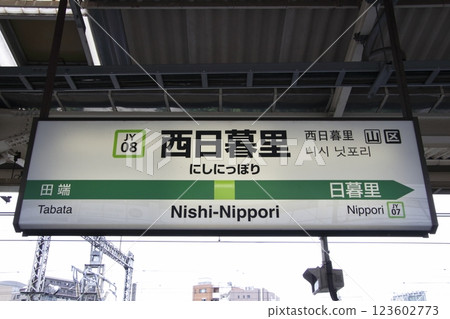 JY
08
西日暮里
にしにっぽり
西日暮里
니시 닛포리
山 区
田端
日暮里
Tabata
Nishi-Nippori
Nippori
JY
07
123602773